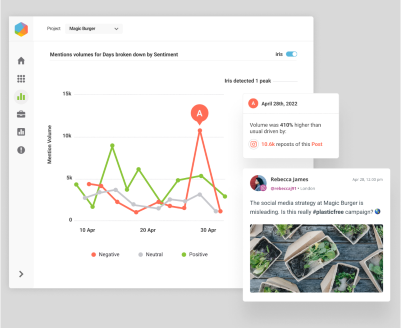 Project Magic Burger
Mentions volumes for Days broken down by Sentiment
Iris
Iris detected 1 peak
Mentions Volume
15k
10k
5k
0
A
10 Apr 20 Apr 30 Apr
Negative Neutral Positive
A April 28th, 2022
Volume was 410% higher than
usual driven by:
13.6k reposts of this Post
Rebecca James
Apr 28, 12:30 pm
@rebeccaj93 • London
The social media strategy at Magic Burger is
misleading. Is this really #plasticfree campaign?